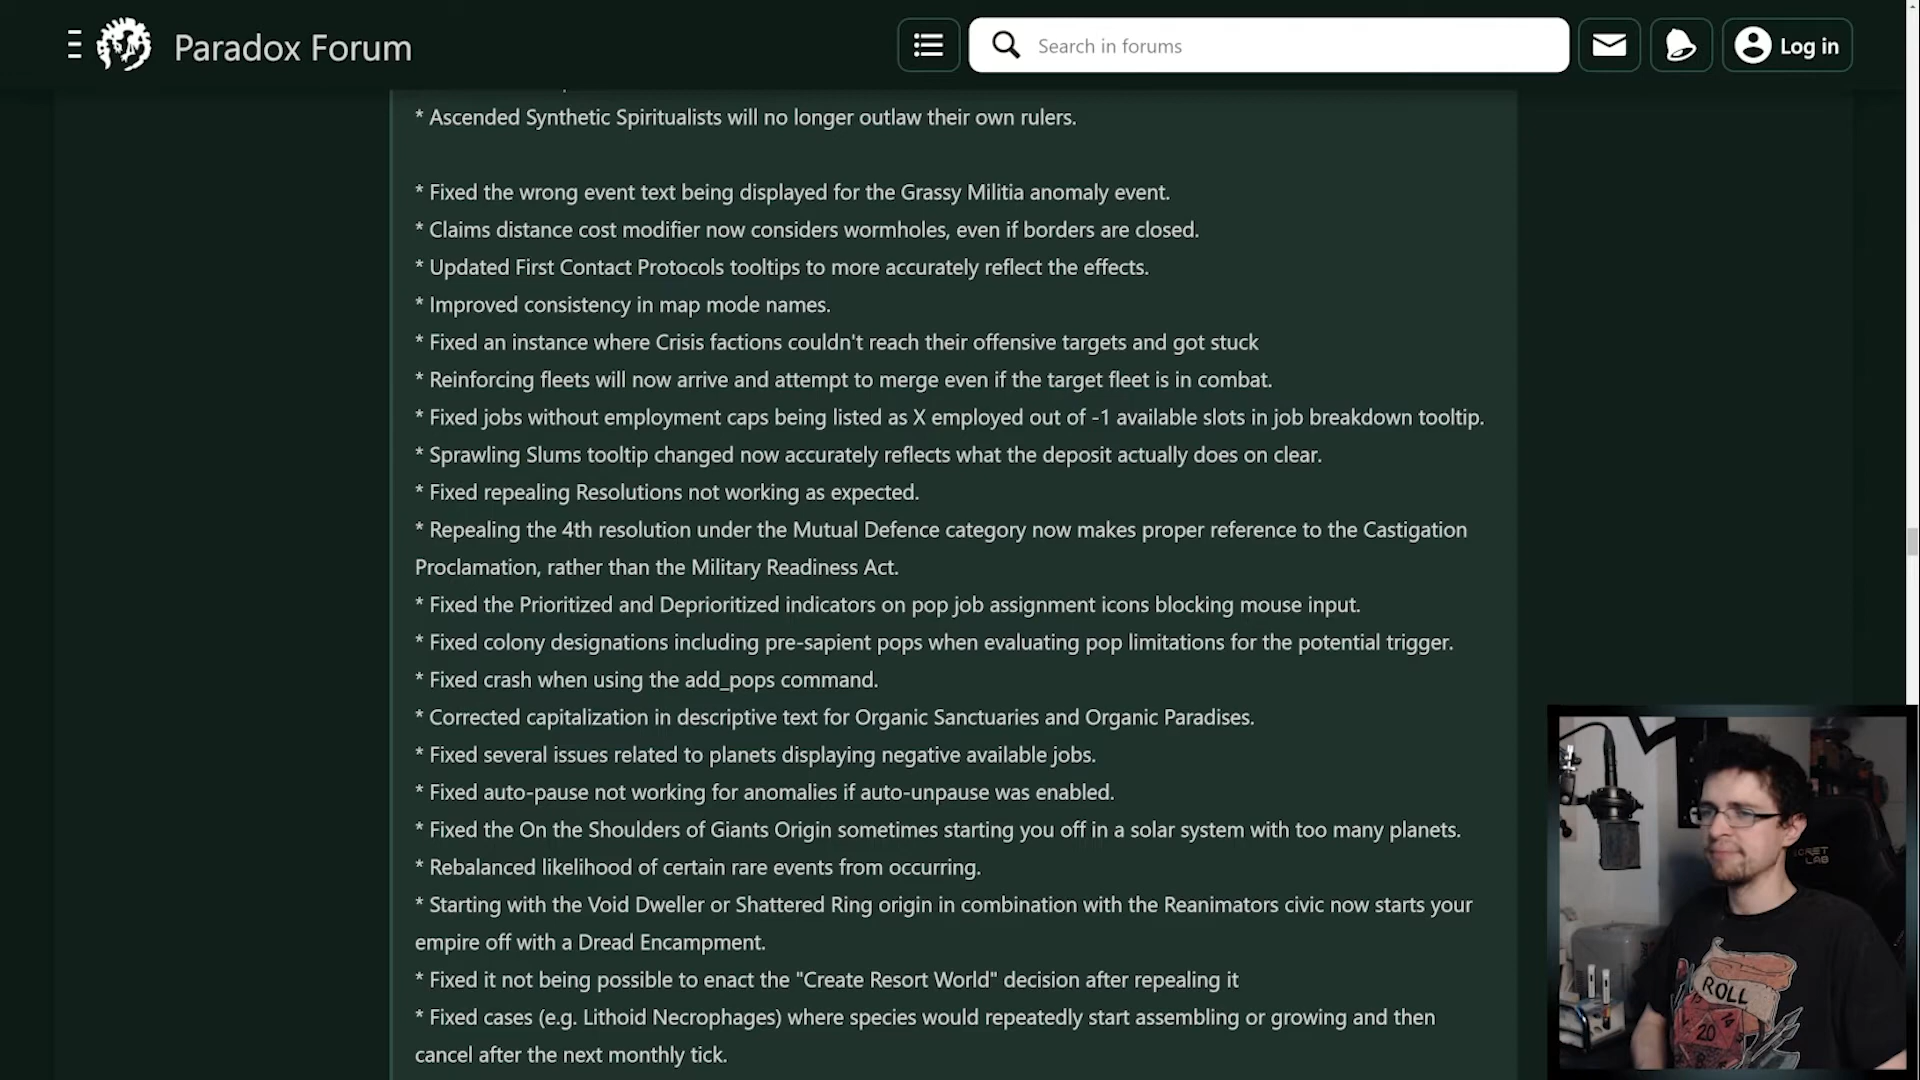 Paradox Forum
Search in forums
Log in
* Ascended Synthetic Spiritualists will no longer outlaw their own rulers.
* Fixed the wrong event text being displayed for the Grassy Militia anomaly event.
* Claims distance cost modifier now considers wormholes, even if borders are closed.
* Updated First Contact Protocols tooltips to more accurately reflect the effects.
* Improved consistency in map mode names.
* Fixed an instance where Crisis factions couldn't reach their offensive targets and got stuck
* Reinforcing fleets will now arrive and attempt to merge even if the target fleet is in combat.
* Fixed jobs without employment caps being listed as X employed out of -1 available slots in job breakdown tooltip.
* Sprawling Slums tooltip changed now accurately reflects what the deposit actually does on clear.
* Fixed repealing Resolutions not working as expected.
* Repealing the 4th resolution under the Mutual Defence category now makes proper reference to the Castigation
Proclamation, rather than the Military Readiness Act.
* Fixed the Prioritized and Deprioritized indicators on pop job assignment icons blocking mouse input.
* Fixed colony designations including pre-sapient pops when evaluating pop limitations for the potential trigger.
* Fixed crash when using the add_pops command.
* Corrected capitalization in descriptive text for Organic Sanctuaries and Organic Paradises.
* Fixed several issues related to planets displaying negative available jobs.
* Fixed auto-pause not working for anomalies if auto-unpause was enabled.
* Fixed the On the Shoulders of Giants Origin sometimes starting you off in a solar system with too many planets.
* Rebalanced likelihood of certain rare events from occurring.
* Starting with the Void Dweller or Shattered Ring origin in combination with the Reanimators civic now starts your
empire off with a Dread Encampment.
* Fixed it not being possible to enact the "Create Resort World" decision after repealing it
* Fixed cases (e.g. Lithoid Necrophages) where species would repeatedly start assembling or growing and then
cancel after the next monthly tick.
LAB
ROLL
20